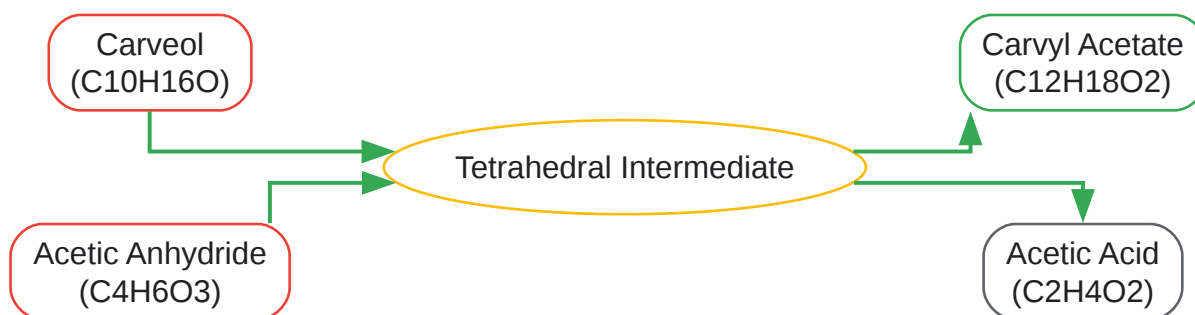 Carveol
(C10H16O)
Carvyl Acetate
(C12H18O2)
Tetrahedral Intermediate
Acetic Anhydride
(C4H6O3)
Acetic Acid
(C2H4O2)